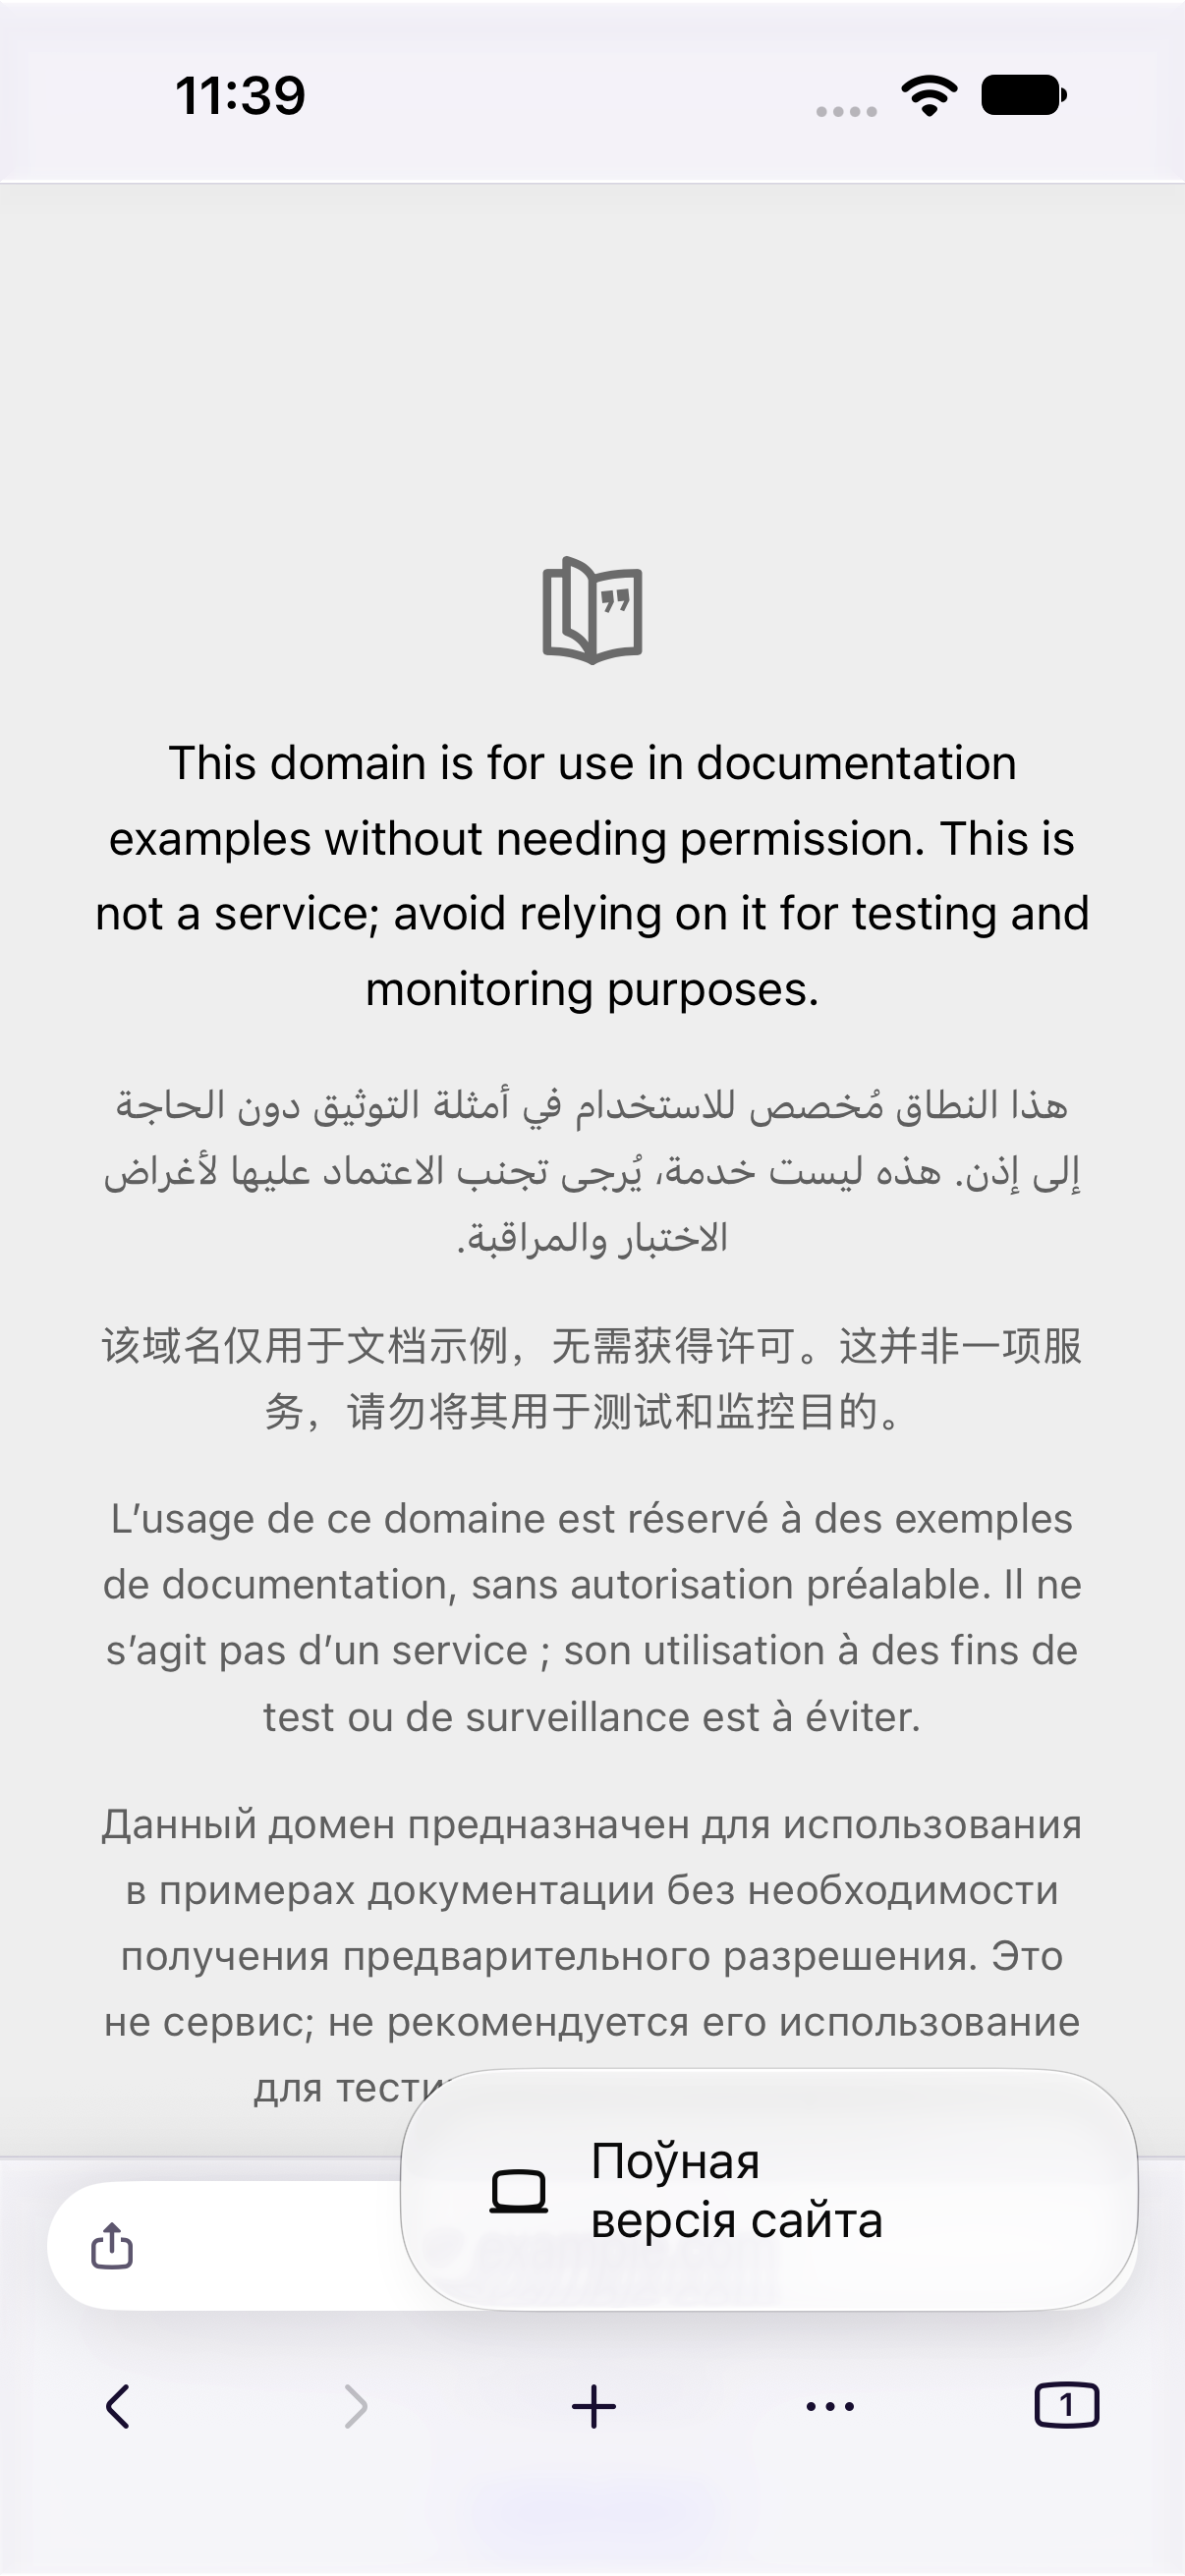 11:39
This domain is for use in documentation
examples without needing permission. This is
not a service; avoid relying on it for testing and
monitoring purposes.
هذا النطاق مُخصص للاستخدام في أمثلة التوثيق دون الحاجة
إلى إذن. هذه ليست خدمة، يُرجى تجنب الاعتماد عليها لأغراض
الاختبار والمراقبة.
该域名仅用于文档示例，无需获得许可。这并非一项服
务，请勿将其用于测试和监控目的。
L’usage de ce domaine est réservé à des exemples
de documentation, sans autorisation préalable. Il ne
s’agit pas d’un service ; son utilisation à des fins de
test ou de surveillance est à éviter.
Данный домен предназначен для использования
в примерах документации без необходимости
получения предварительного разрешения. Это
не сервис; не рекомендуется его использование
для
Поўная
версія сайта
1